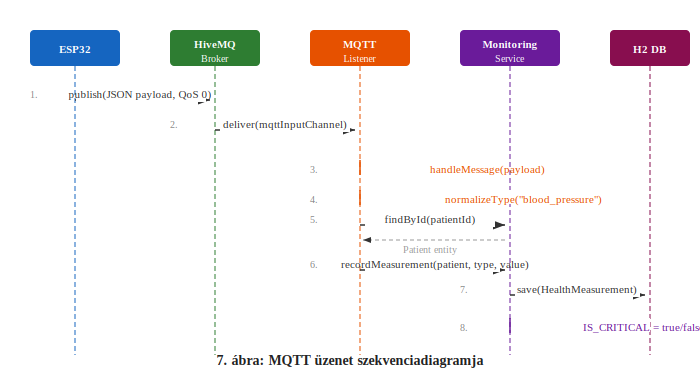 ESP32
HiveMQ
Broker
MQTT
Listener
Monitoring
Service
H2 DB
1. publish(JSON payload, QoS 0)
2. deliver(mqttInputChannel)
3. handleMessage(payload)
4. normalizeType("blood_pressure")
5. findById(patientId)
Patient entity
6. recordMeasurement(patient, type, value)
7. save(HealthMeasurement)
8. IS_CRITICAL = true/false
7. ábra: MQTT üzenet szekvenciadiagramja